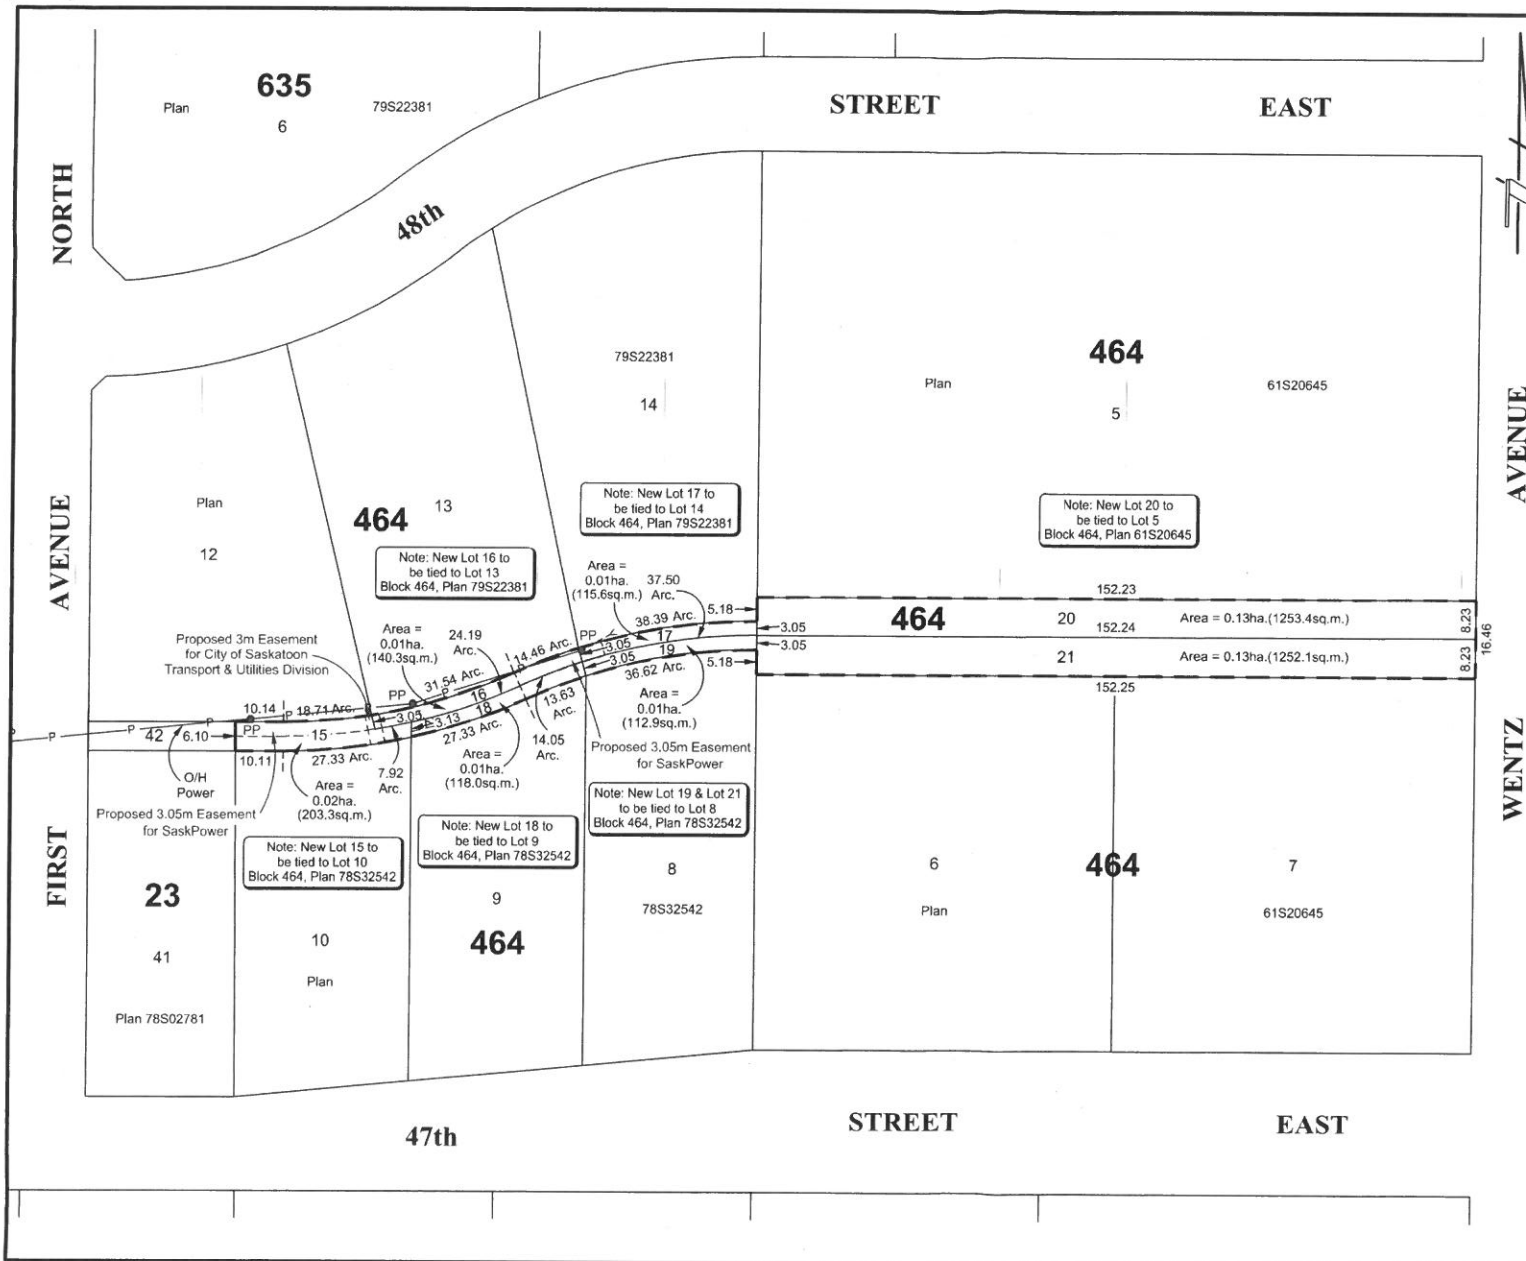 635
Plan 79S22381
6
STREET EAST
NORTH
48th
79S22381
14
464
Plan 61S20645
5
AVENUE
Plan
12
13
464
Note: New Lot 17 to
be tied to Lot 14
Block 464, Plan 79S22381
Note: New Lot 20 to
be tied to Lot 5
Block 464, Plan 61S20645
AVENUE
Note: New Lot 16 to
be tied to Lot 13
Block 464, Plan 79S22381
Area =
0.01ha.
(115.6sq.m.)
37.50
Arc.
38.39 Arc.
5.18
152.23
464
20
Area = 0.13ha.(1253.4sq.m.)
8.23
3.05
152.24
3.05
16.46
21
Area = 0.13ha.(1252.1sq.m.)
8.23
152.25
Proposed 3m Easement
for City of Saskatoon
Transport & Utilities Division
Area =
0.01ha.
(140.3sq.m.)
24.19
Arc.
14.46 Arc.
PP
3.05
17
3.05
19
5.18
36.62 Arc.
P
31.54 Arc.
PP
P
16
18
13.63
Arc.
Area =
0.01ha.
(112.9sq.m.)
10.14
P
18.71 Arc.
P
3.05
3.13
27.33 Arc.
14.05
Arc.
P
P
P
P
42
6.10
PP
15
10.11
27.33 Arc.
7.92
Arc.
Area =
0.01ha.
(118.0sq.m.)
Proposed 3.05m Easement
for SaskPower
O/H
Power
Area =
0.02ha.
(203.3sq.m.)
Proposed 3.05m Easement
for SaskPower
Note: New Lot 19 & Lot 21
to be tied to Lot 8
Block 464, Plan 78S32542
Note: New Lot 18 to
be tied to Lot 9
Block 464, Plan 78S32542
Note: New Lot 15 to
be tied to Lot 10
Block 464, Plan 78S32542
WENTZ
FIRST
23
41
Plan 78S02781
10
Plan
9
464
8
78S32542
6
Plan
464
7
61S20645
47th
STREET EAST